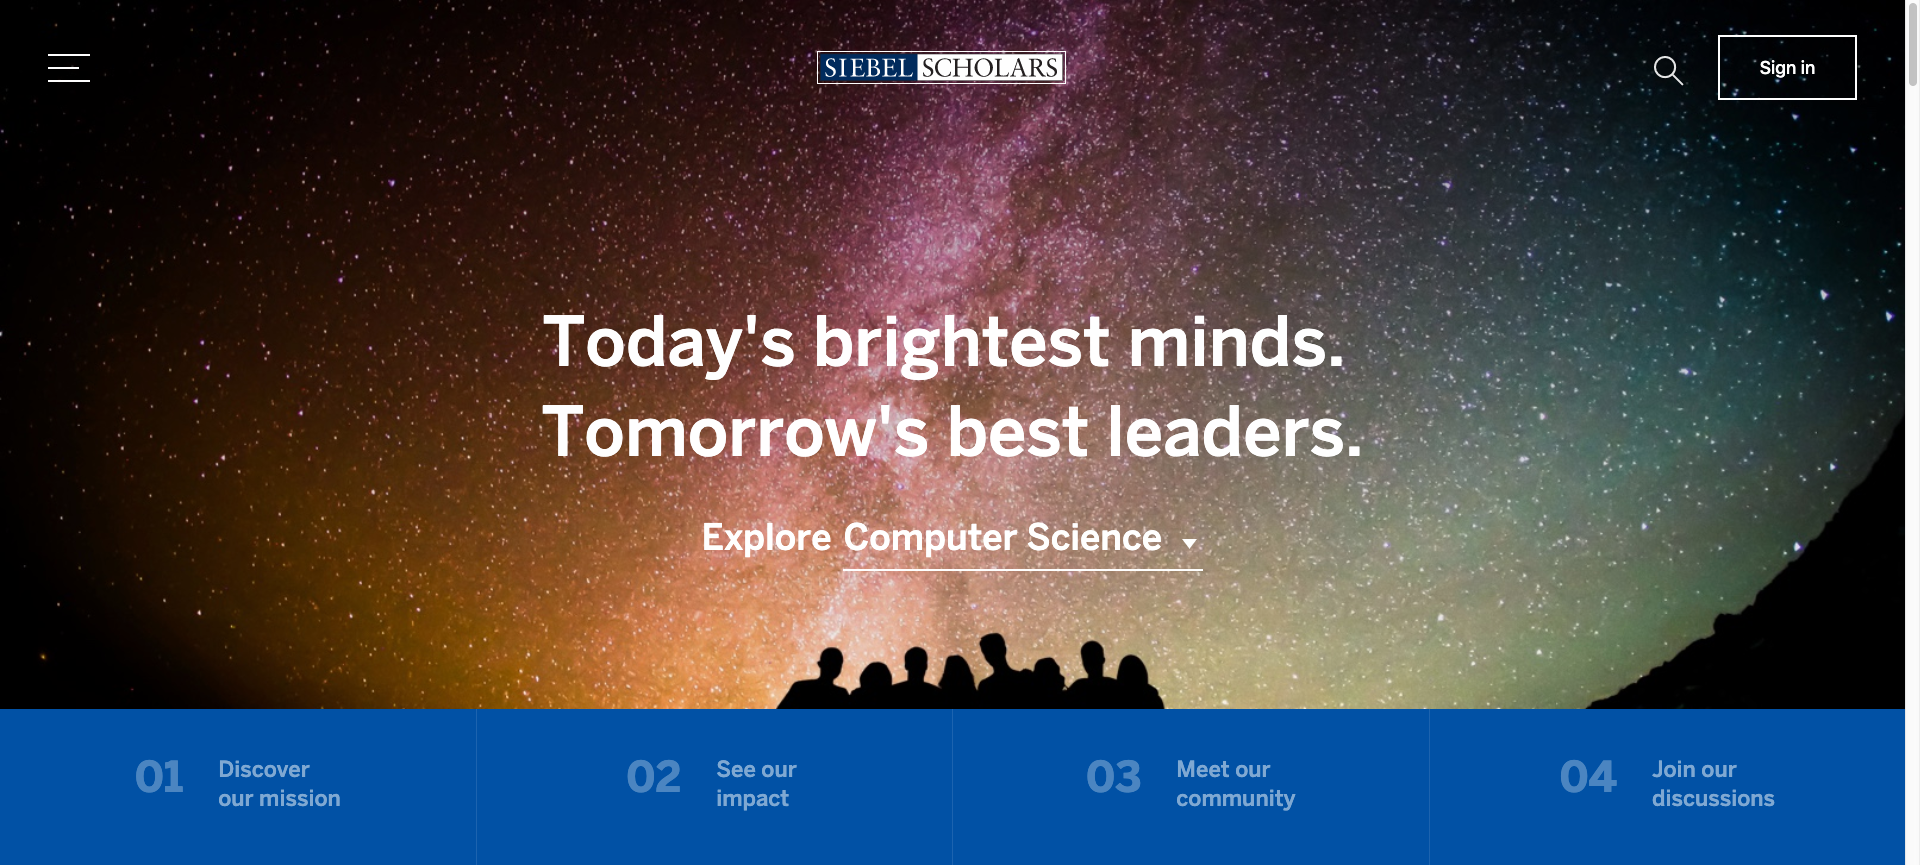 SIEBEL SCHOLARS
Sign in
Today's brightest minds.
Tomorrow's best leaders.
Explore Computer Science
01
Discover
our mission
02
See our
impact
03
Meet our
community
04
Join our
discussions